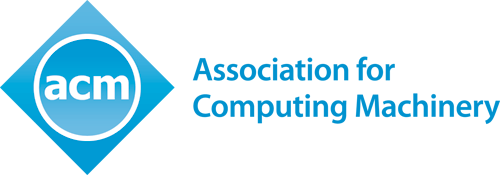 acm
Association for
Computing Machinery